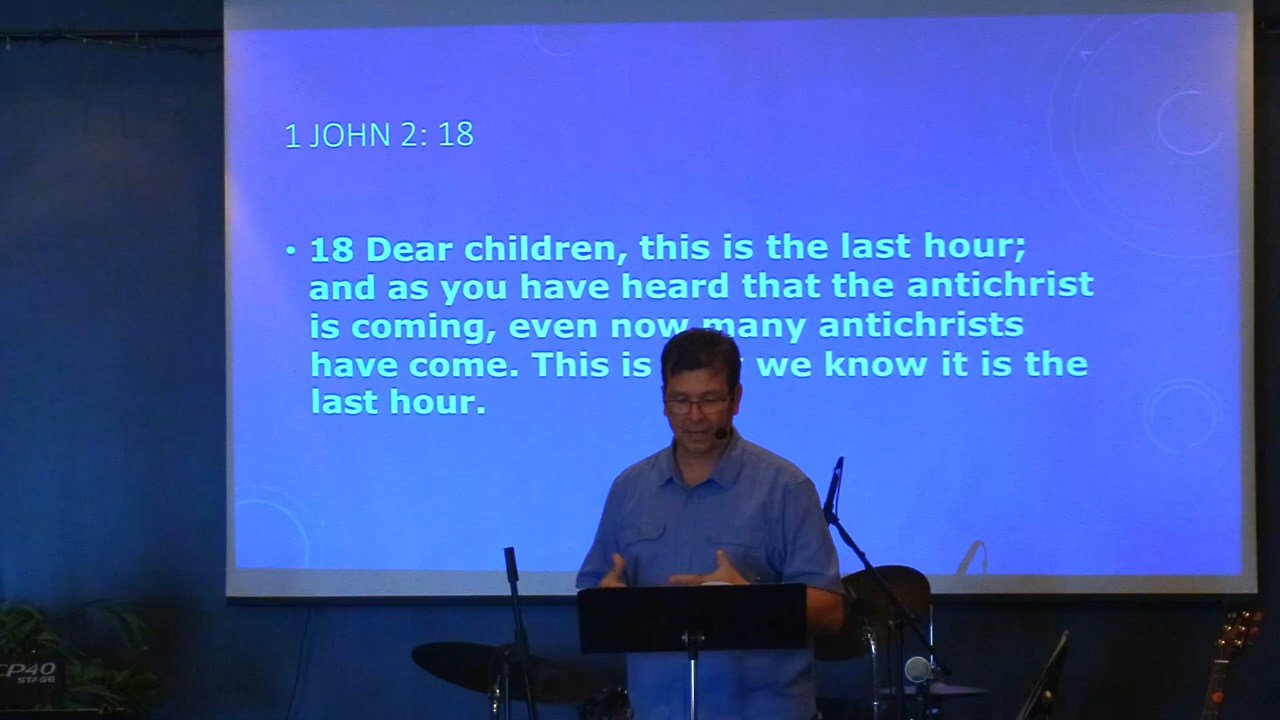 1 JOHN 2: 18
• 18 Dear children, this is the last hour;
and as you have heard that the antichrist
is coming, even now many antichrists
have come. This is we know it is the
last hour.
CP40
STAGE